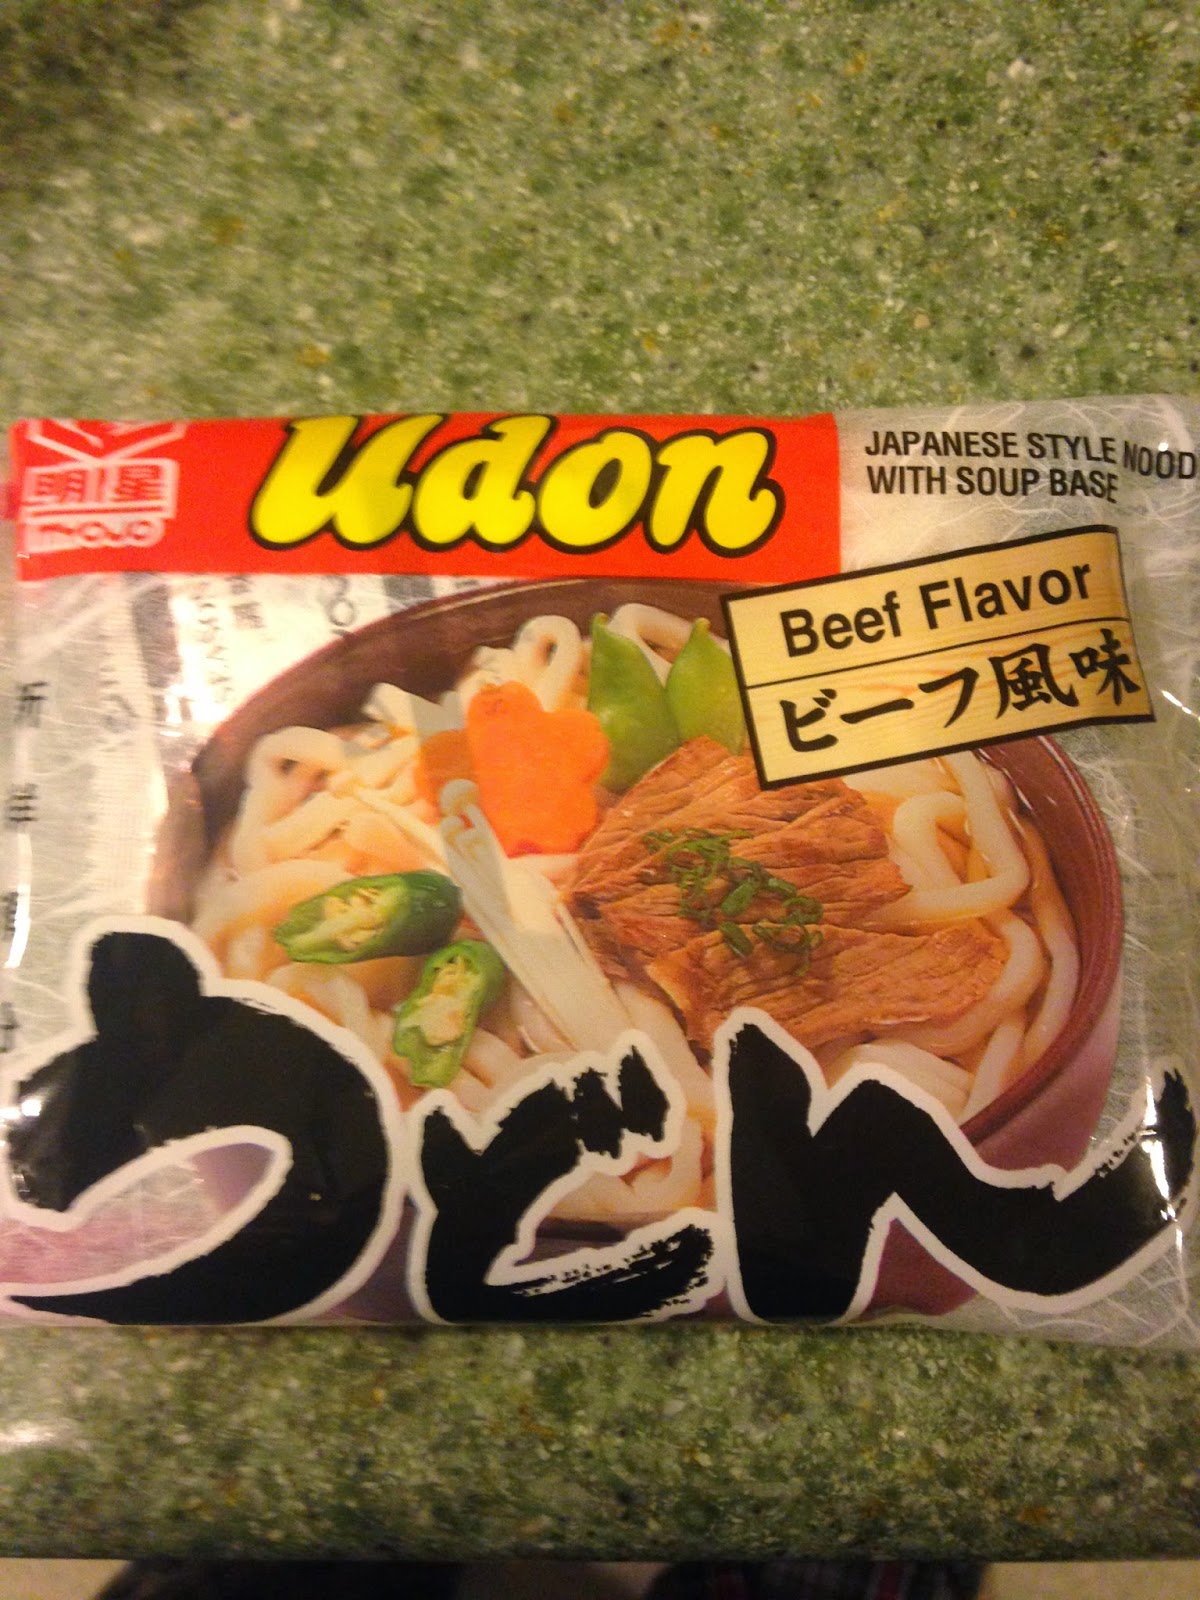 明星
myojo
Udon
JAPANESE STYLE NOOD
WITH SOUP BASE
Beef Flavor
ビーフ風味
うどん